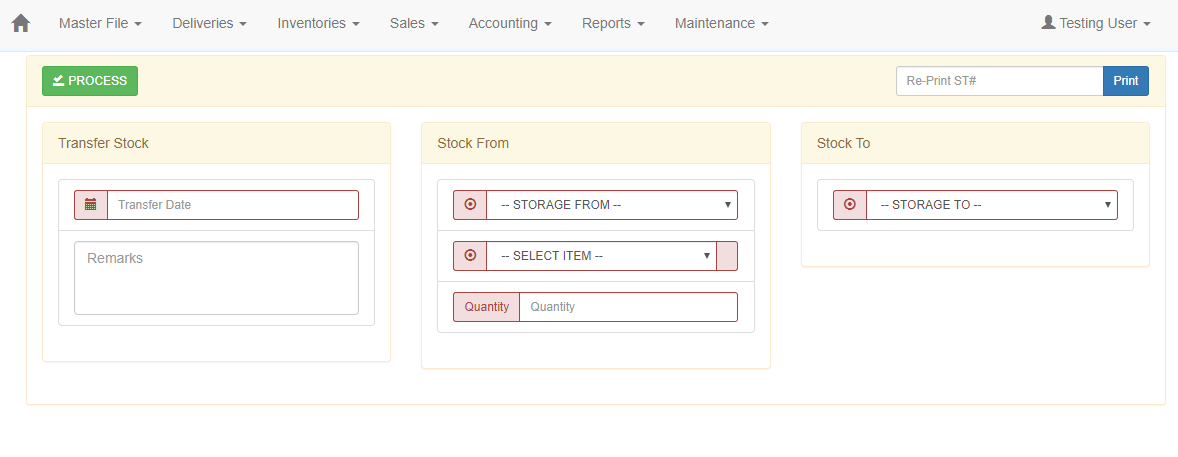 Master File Deliveries Inventories Sales Accounting Reports Maintenance Testing User
PROCESS
Re-Print ST# Print
Transfer Stock
Transfer Date
Remarks
Stock From
-- STORAGE FROM --
-- SELECT ITEM --
Quantity Quantity
Stock To
-- STORAGE TO --